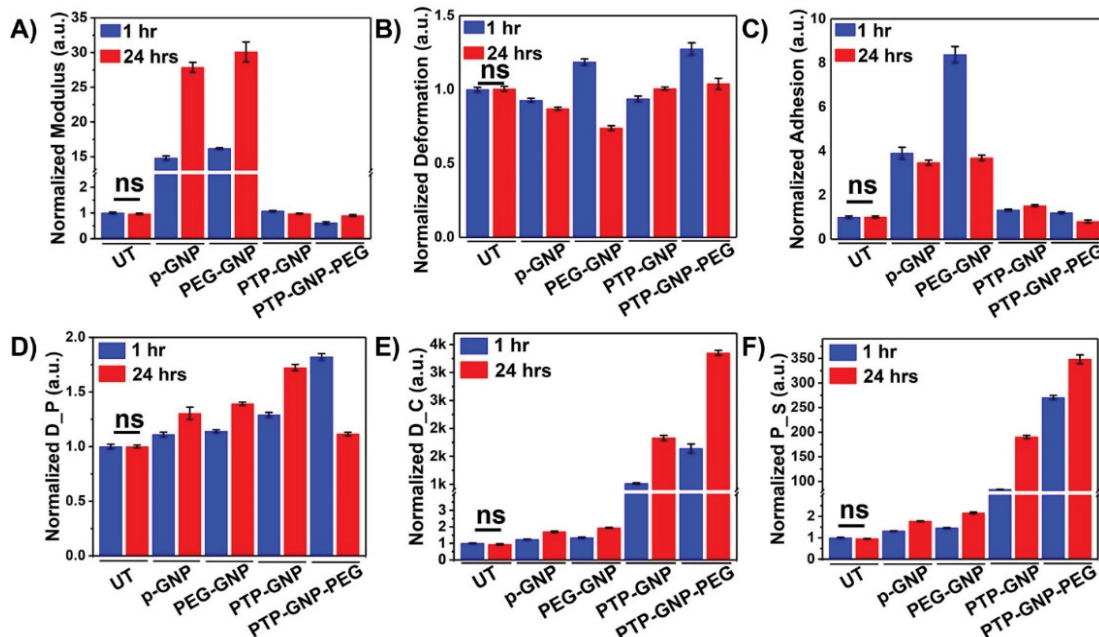 A)
Normalized Modulus (a.u.)
1 hr
24 hrs
35
30
25
20
15
2
1
0
ns
UT
p-GNP
PEG-GNP
PTP-GNP
PTP-GNP-PEG
B)
Normalized Deformation (a.u.)
1 hr
24 hrs
1.5
1.0
0.5
0.0
ns
UT
p-GNP
PEG-GNP
PTP-GNP
PTP-GNP-PEG
C)
Normalized Adhesion (a.u.)
1 hr
24 hrs
10
8
6
4
2
0
ns
UT
p-GNP
PEG-GNP
PTP-GNP
PTP-GNP-PEG
D)
Normalized D_P (a.u.)
1 hr
24 hrs
2.0
1.5
1.0
0.5
0.0
ns
UT
p-GNP
PEG-GNP
PTP-GNP
PTP-GNP-PEG
E)
Normalized D_C (a.u.)
1 hr
24 hrs
4k
3k
3k
2k
2k
1k
2
1
0
ns
UT
p-GNP
PEG-GNP
PTP-GNP
PTP-GNP-PEG
F)
Normalized P_S (a.u.)
1 hr
24 hrs
350
300
250
200
150
100
2
1
0
ns
UT
p-GNP
PEG-GNP
PTP-GNP
PTP-GNP-PEG